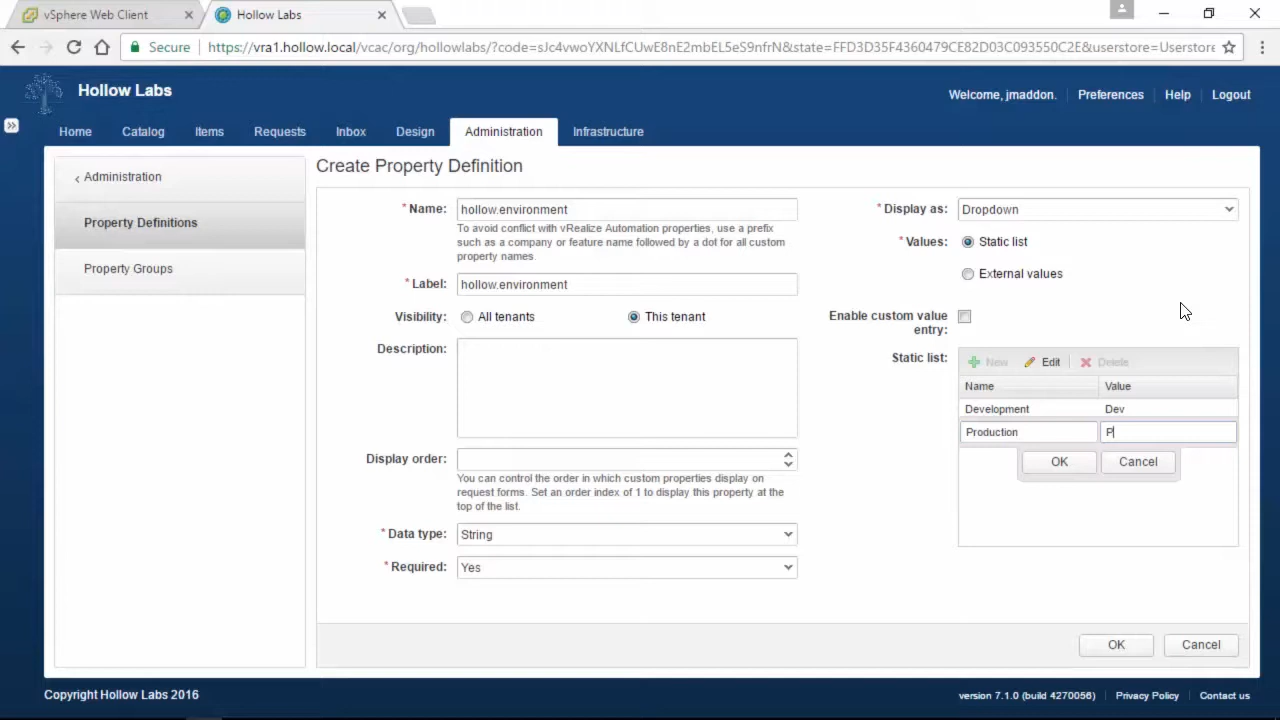 vSphere Web Client
Hollow Labs
Secure
https://vra1.hollow.local/vcac/org/hollowlabs/?code=sJc4vwoYXNLfCUwE8nE2mbEL5eS9nfrN&state=FFD3D35F4360479CE82D03C093550C2E&userstore=Userstore
Hollow Labs
Welcome, jmaddon.
Preferences
Help
Logout
Home
Catalog
Items
Requests
Inbox
Design
Administration
Infrastructure
Administration
Property Definitions
Property Groups
Create Property Definition
* Name:
hollow.environment
To avoid conflict with vRealize Automation properties, use a prefix
such as a company or feature name followed by a dot for all custom
property names
* Label:
hollow.environment
Visibility:
All tenants
This tenant
Description:
Display order:
You can control the order in which custom properties display on
request forms. Set an order index of 1 to display this property at the
top of the list.
* Data type:
String
* Required:
Yes
* Display as:
Dropdown
* Values:
Static list
External values
Enable custom value
entry:
Static list:
New
Edit
Delete
Name
Value
Development
Dev
Production
P
OK
Cancel
OK
Cancel
Copyright Hollow Labs 2016
version 7.1.0 (build 4270056)
Privacy Policy
Contact us